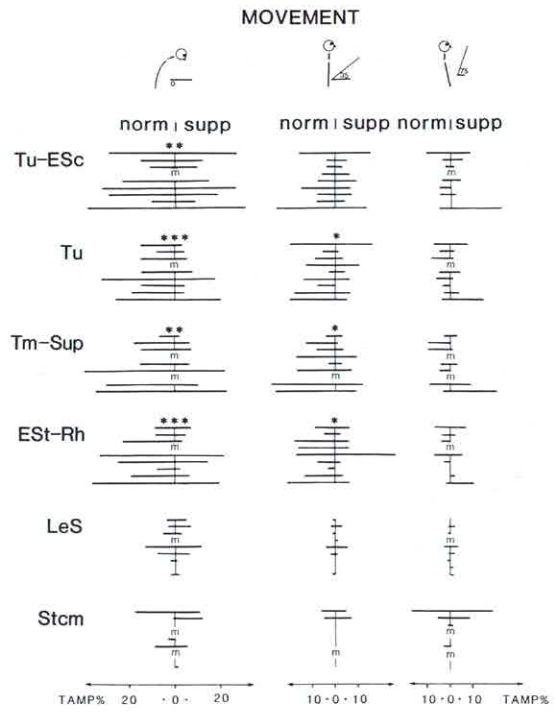 MOVEMENT
norm | supp norm | supp norm | supp
Tu-ESc
**
m
Tu
*** *
m m
Tm-Sup
** *
m
m m
ESt-Rh
*** *
m m
LeS
m m m
Stcm
m m
m m m
TAMP% 20 ·0· 20 10·0·10 10·0·10 TAMP%